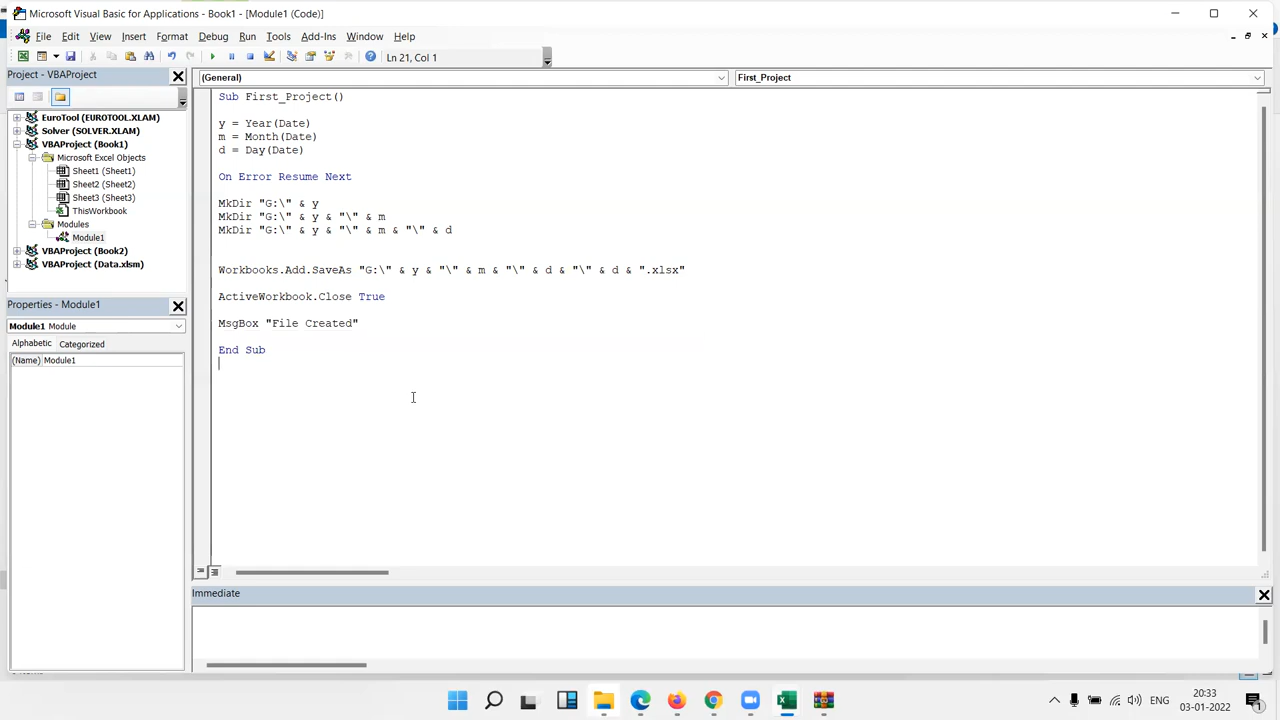 Microsoft Visual Basic for Applications - Book1 - [Module1 (Code)]
File Edit View Insert Format Debug Run Tools Add-Ins Window Help
Ln 21, Col 1
Project - VBAProject
(General)
First_Project
EuroTool (EUROTOOL.XLAM)
Solver (SOLVER.XLAM)
VBAProject (Book1)
Microsoft Excel Objects
Sheet1 (Sheet1)
Sheet2 (Sheet2)
Sheet3 (Sheet3)
ThisWorkbook
Modules
Module1
VBAProject (Book2)
VBAProject (Data.xlsm)
Properties - Module1
Module1 Module
Alphabetic Categorized
(Name) Module1
Sub First_Project()
y = Year(Date)
m = Month(Date)
d = Day(Date)
On Error Resume Next
MkDir "G:\" & y
MkDir "G:\" & y & "\" & m
MkDir "G:\" & y & "\" & m & "\" & d
Workbooks.Add.SaveAs "G:\" & y & "\" & m & "\" & d & "\" & d & ".xlsx"
ActiveWorkbook.Close True
MsgBox "File Created"
End Sub
Immediate
ENG
20:33
03-01-2022
1